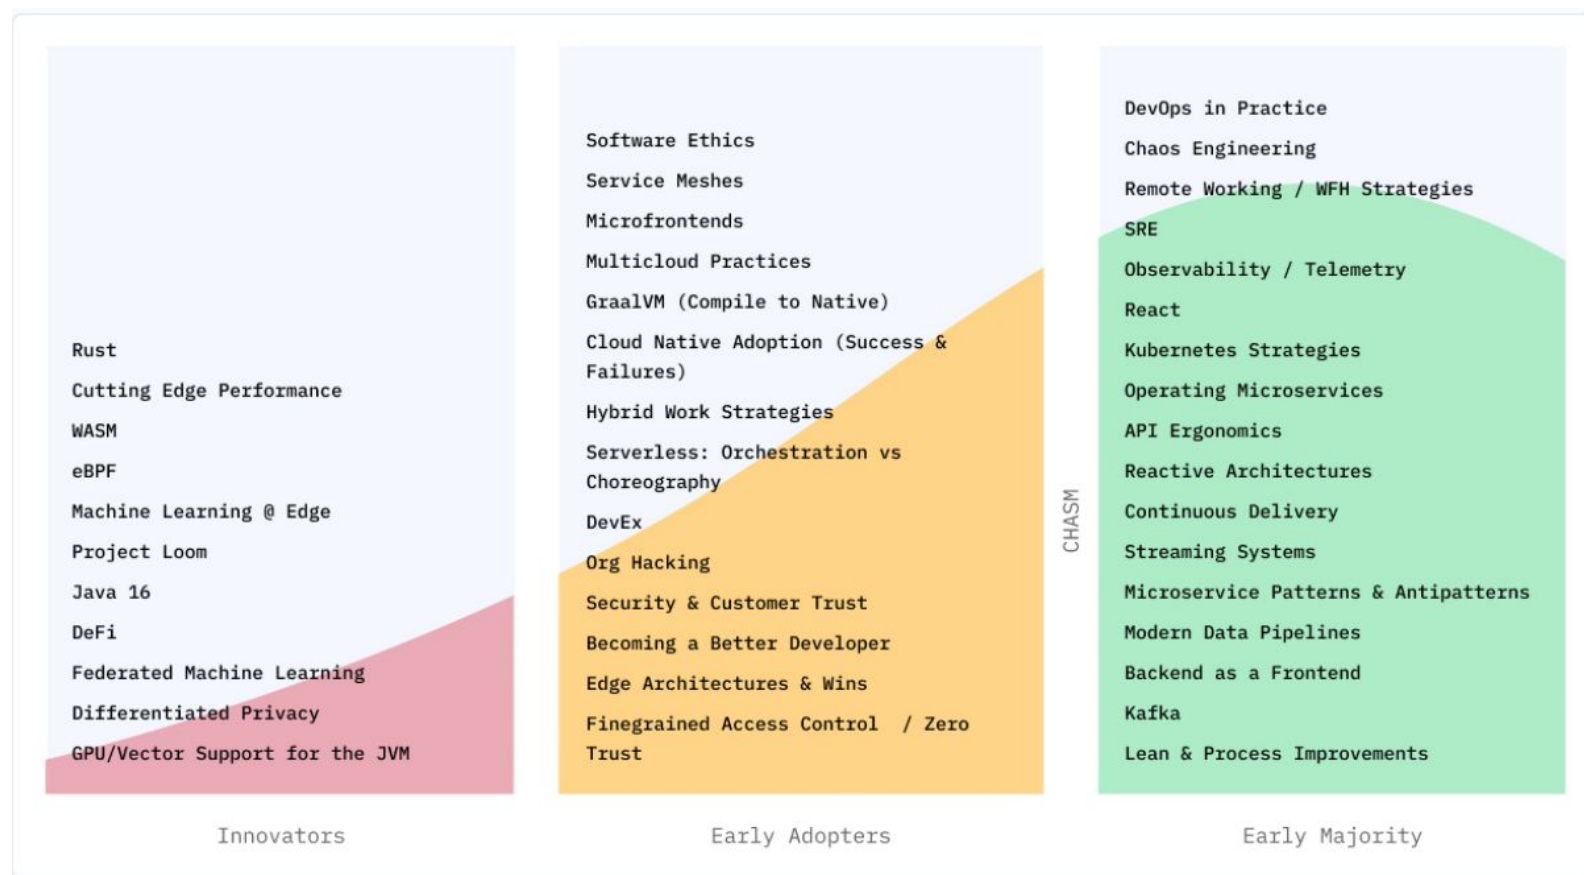 Rust
Cutting Edge Performance
WASM
eBPF
Machine Learning @ Edge
Project Loom
Java 16
DeFi
Federated Machine Learning
Differentiated Privacy
GPU/Vector Support for the JVM
Innovators
Software Ethics
Service Meshes
Microfrontends
Multicloud Practices
GraalVM (Compile to Native)
Cloud Native Adoption (Success &
Failures)
Hybrid Work Strategies
Serverless: Orchestration vs
Choreography
DevEx
Org Hacking
Security & Customer Trust
Becoming a Better Developer
Edge Architectures & Wins
Finegrained Access Control  / Zero
Trust
Early Adopters
CHASM
DevOps in Practice
Chaos Engineering
Remote Working / WFH Strategies
SRE
Observability / Telemetry
React
Kubernetes Strategies
Operating Microservices
API Ergonomics
Reactive Architectures
Continuous Delivery
Streaming Systems
Microservice Patterns & Antipatterns
Modern Data Pipelines
Backend as a Frontend
Kafka
Lean & Process Improvements
Early Majority